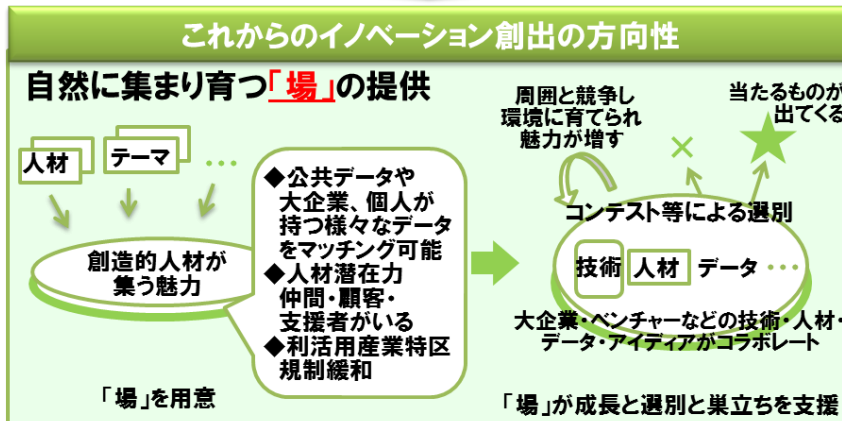 これからのイノベーション創出の方向性
自然に集まり育つ「場」の提供
人材
テーマ
…
創造的人材が
集う魅力
「場」を用意
◆公共データや
大企業、個人が
持つ様々なデータ
をマッチング可能
◆人材潜在力
仲間・顧客・
支援者がいる
◆利活用産業特区
規制緩和
周囲と競争し
環境に育てられ
魅力が増す
×
当たるものが
出てくる
コンテスト等による選別
技術 人材 データ …
大企業・ベンチャーなどの技術・人材・
データ・アイディアがコラボレート
「場」が成長と選別と巣立ちを支援